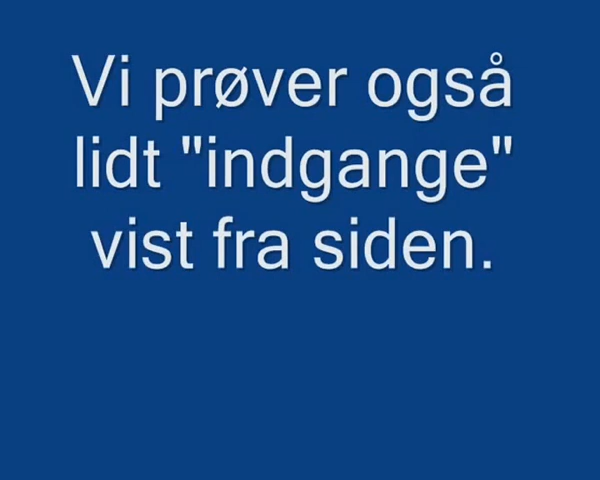 Vi prøver også
lidt "indgange"
vist fra siden.